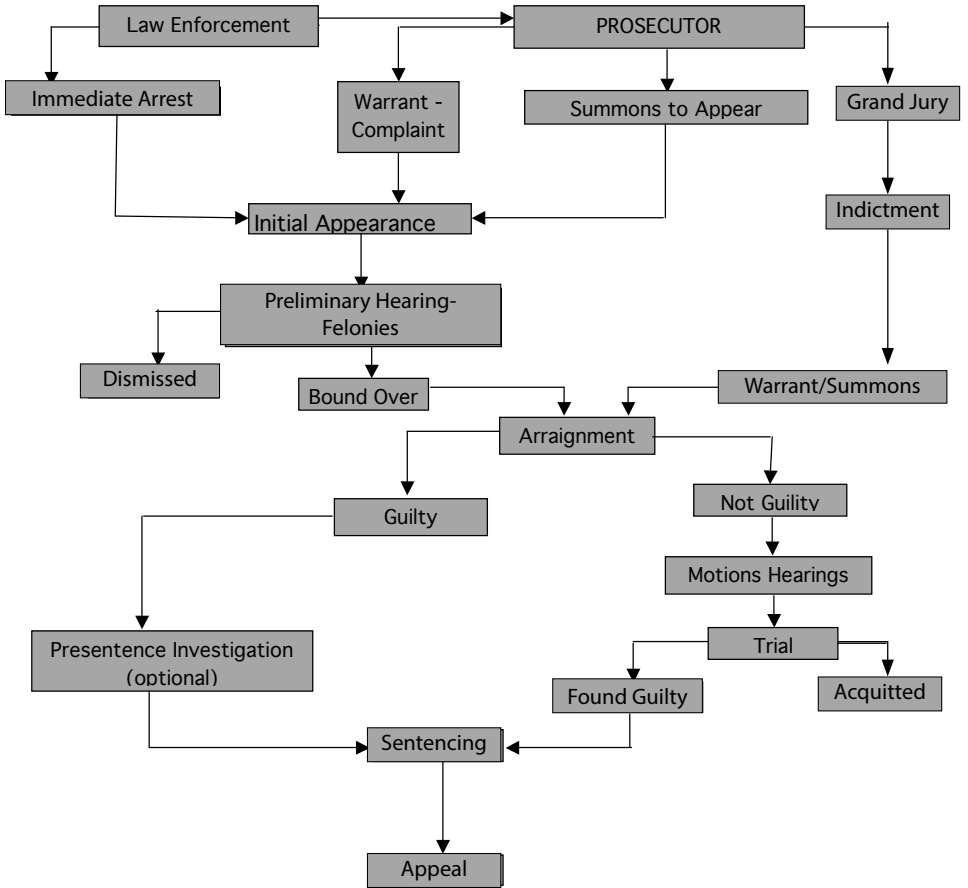 Law Enforcement
PROSECUTOR
Immediate Arrest
Warrant -
Complaint
Summons to Appear
Grand Jury
Initial Appearance
Indictment
Preliminary Hearing-
Felonies
Dismissed
Bound Over
Warrant/Summons
Arraignment
Guilty
Not Guility
Motions Hearings
Presentence Investigation
(optional)
Trial
Found Guilty
Acquitted
Sentencing
Appeal